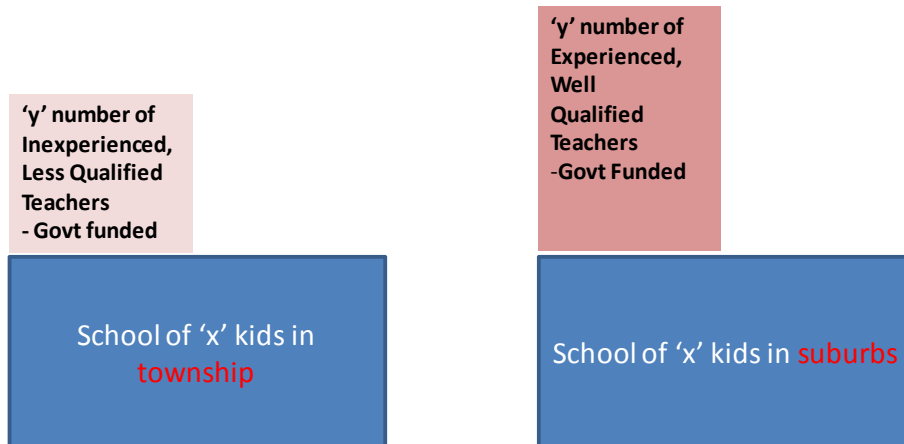 ‘y’ number of
Inexperienced,
Less Qualified
Teachers
- Govt funded
School of ‘x’ kids in
township
‘y’ number of
Experienced,
Well
Qualified
Teachers
-Govt Funded
School of ‘x’ kids in suburbs